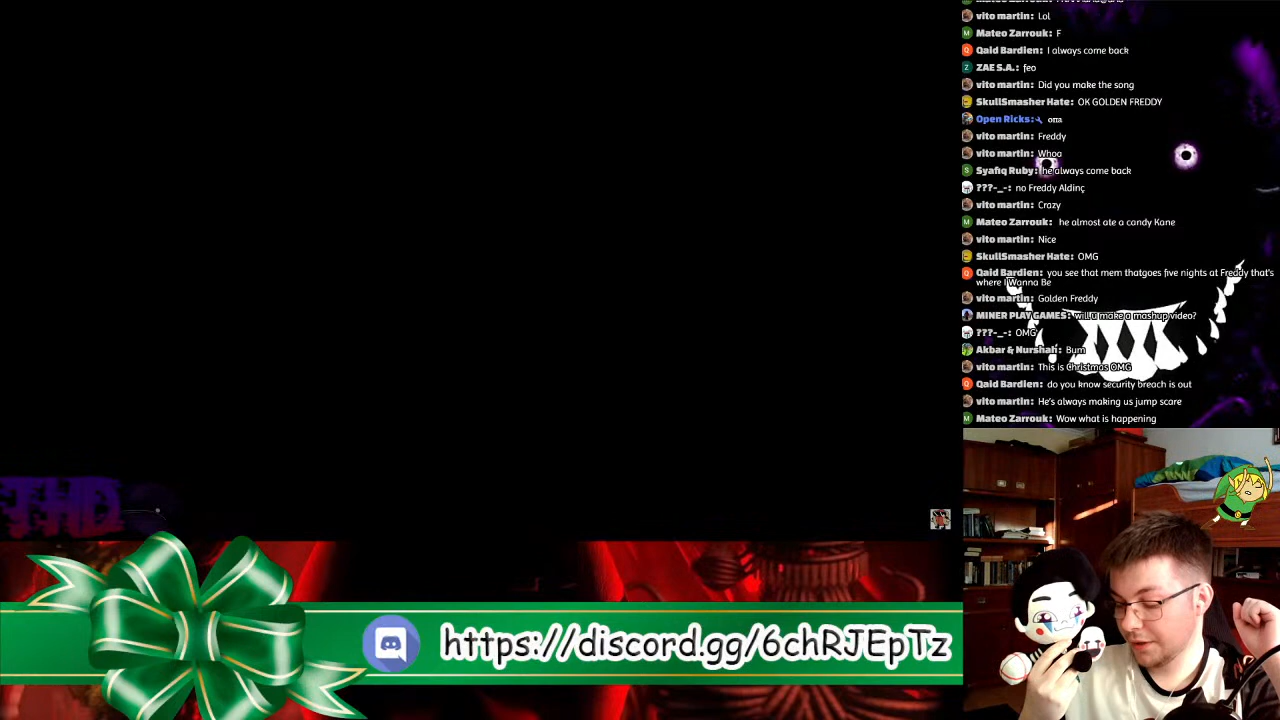 vito martin: Lol
Mateo Zarrouk: F
Qaid Bardien: I always come back
ZAE S.A.: feo
vito martin: Did you make the song
SkullSmasher Hate: OK GOLDEN FREDDY
Open Ricks: ora
vito martin: Freddy
vito martin: Whoa
Syafiq Ruby: he always come back
???-_-: no Freddy Aldinç
vito martin: Crazy
Mateo Zarrouk: he almost ate a candy Kane
vito martin: Nice
SkullSmasher Hate: OMG
Qaid Bardien: you see that mem thatgoes five nights at Freddy that's
where I Wanna Be
vito martin: Golden Freddy
MINER PLAY GAMES: will u make a mashup video?
???-_-: OMG
Akbar & Nurshah: Bum
vito martin: This is Christmas OMG
Qaid Bardien: do you know security breach is out
vito martin: He's always making us jump scare
Mateo Zarrouk: Wow what is happening
https://discord.gg/6chRJEpTz